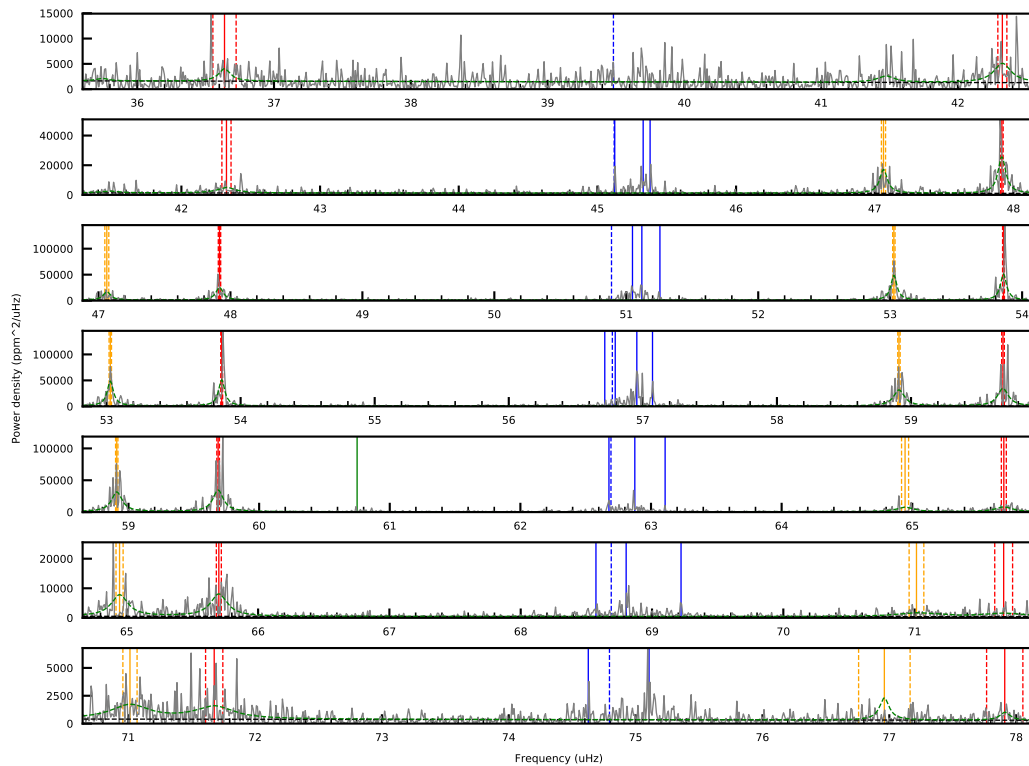 15000
10000
5000
0
36 37 38 39 40 41 42
40000
20000
0
42 43 44 45 46 47 48
100000
50000
0
47 48 49 50 51 52 53 54
Power density (ppm^2/uHz)
100000
50000
0
53 54 55 56 57 58 59
100000
50000
0
59 60 61 62 63 64 65
20000
10000
0
65 66 67 68 69 70 71
5000
2500
0
71 72 73 74 75 76 77 78
Frequency (uHz)